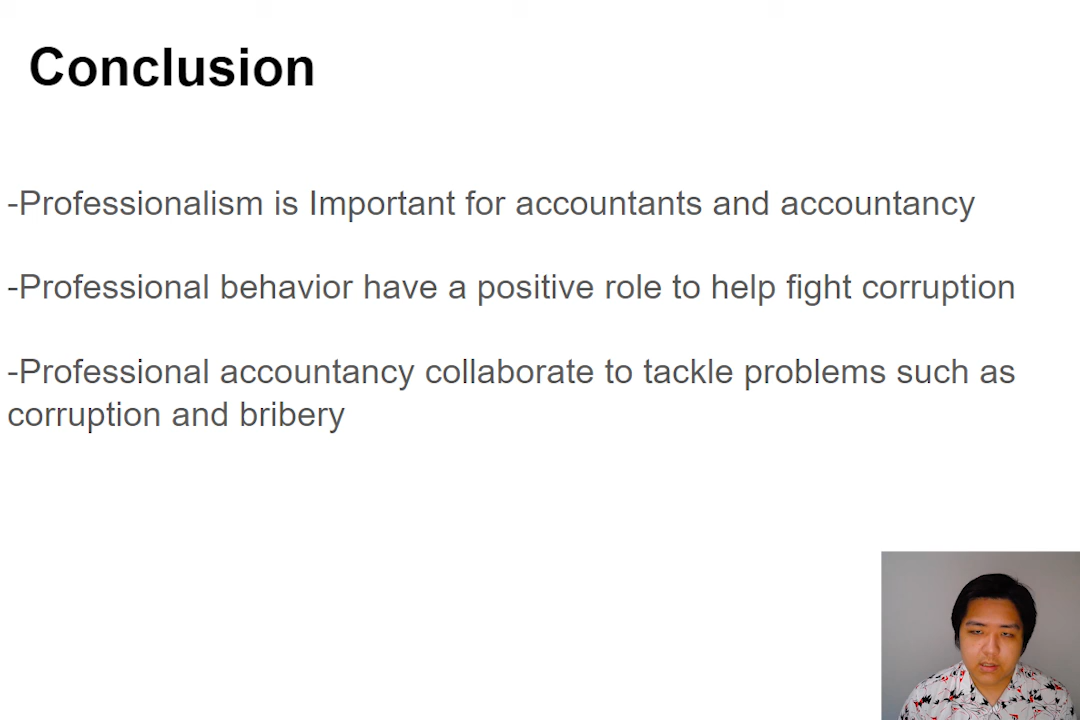 Conclusion
-Professionalism is Important for accountants and accountancy
-Professional behavior have a positive role to help fight corruption
-Professional accountancy collaborate to tackle problems such as
corruption and bribery